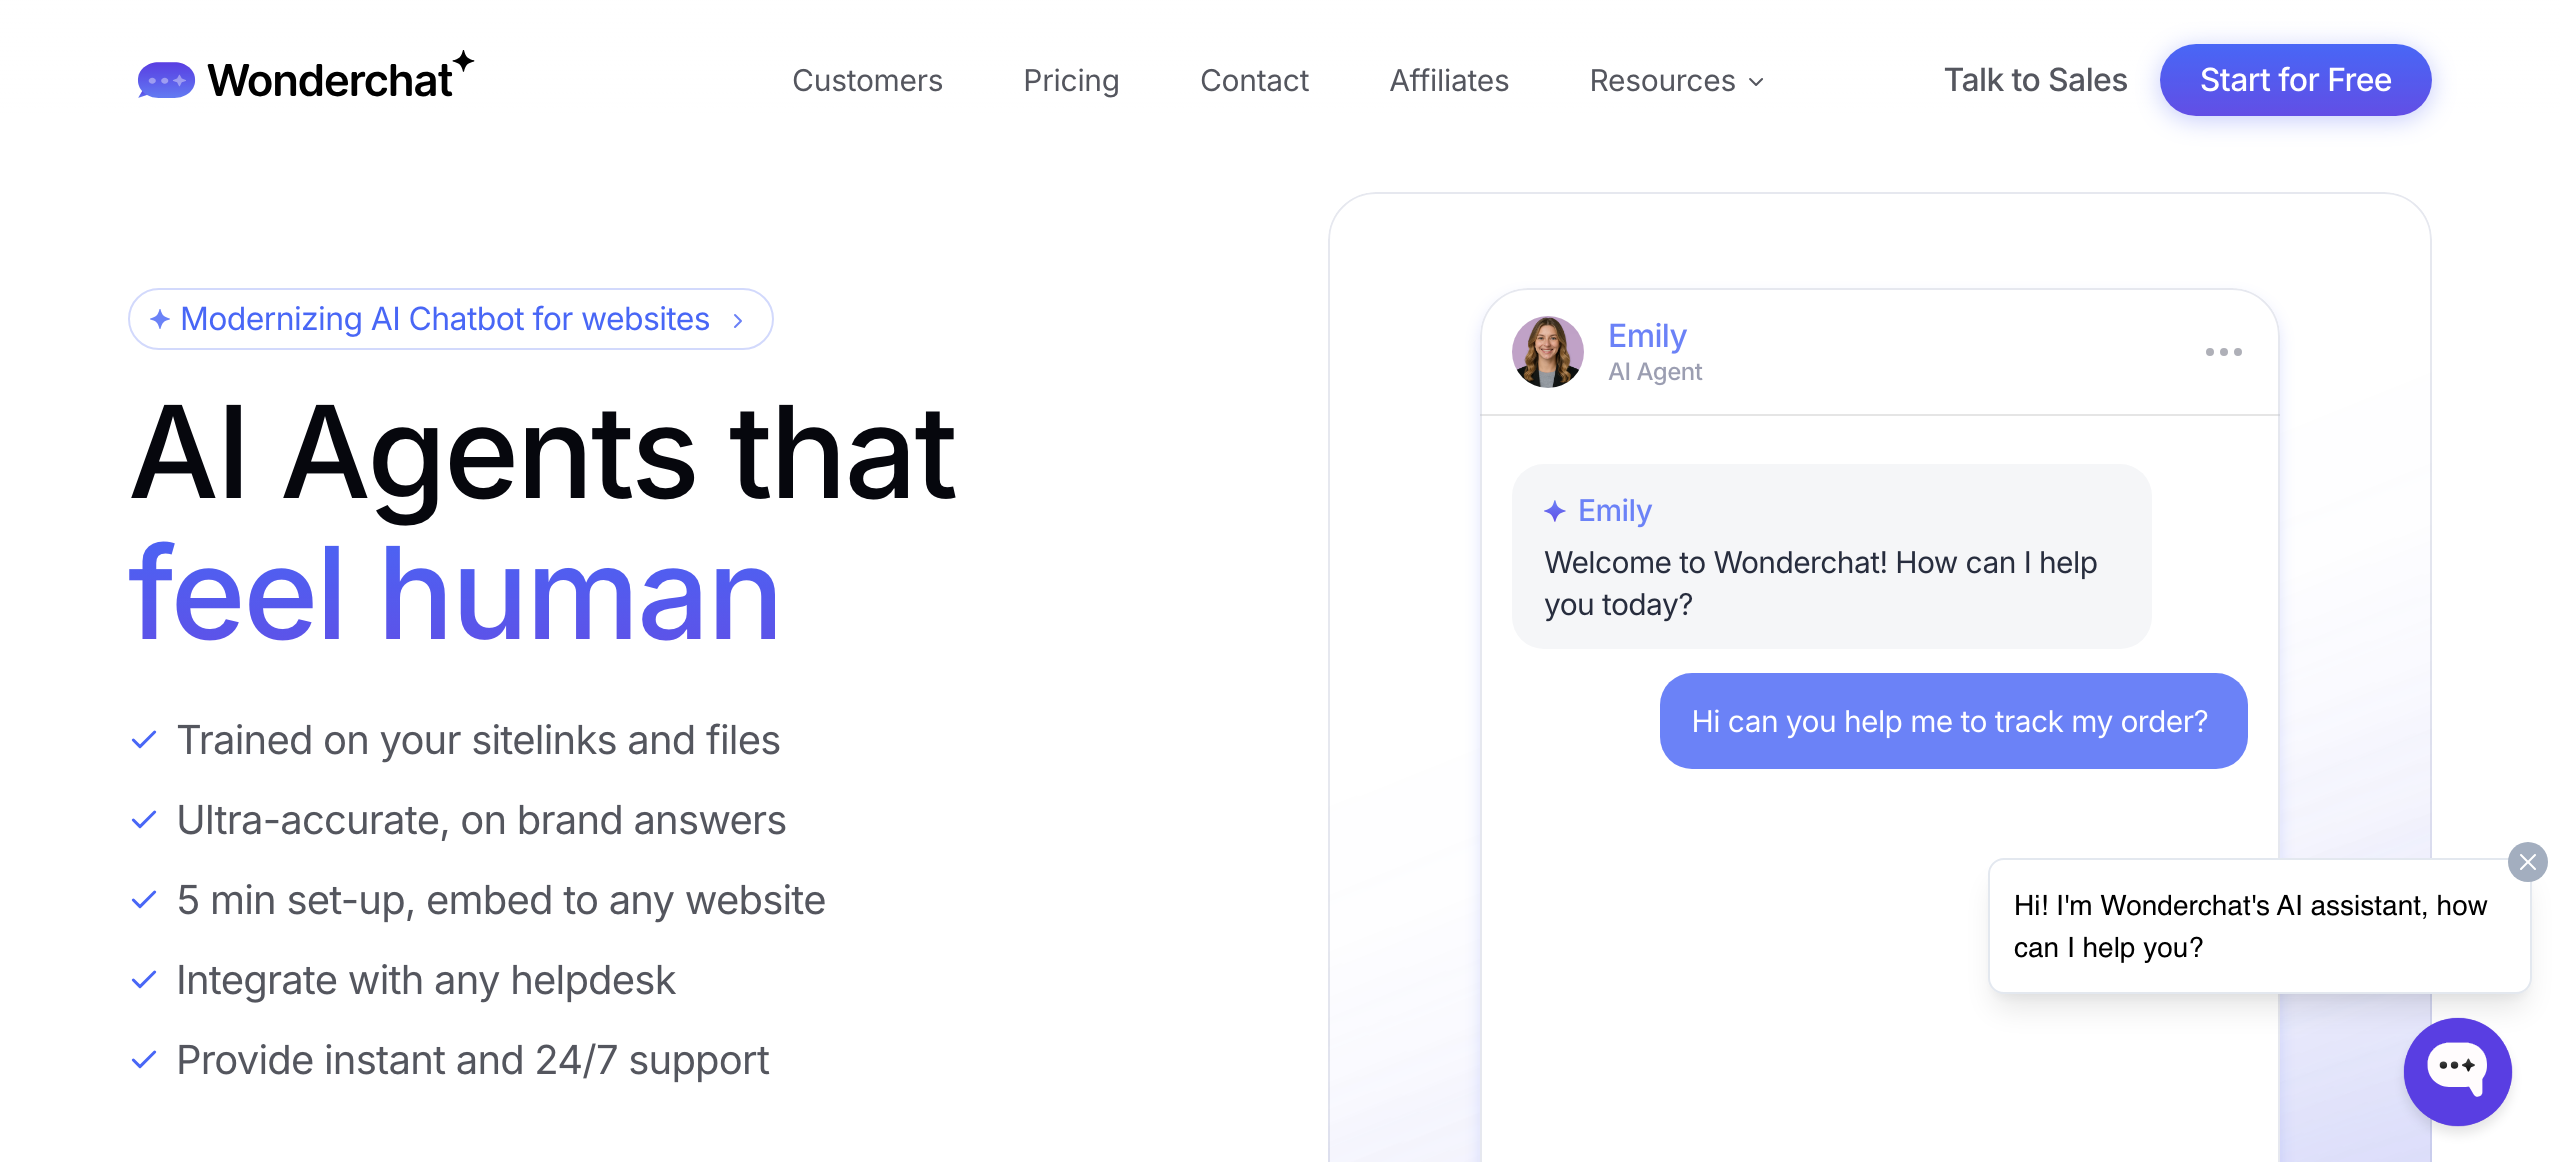 Wonderchat
Customers
Pricing
Contact
Affiliates
Resources
Talk to Sales
Start for Free
Modernizing AI Chatbot for websites
AI Agents that
feel human
Trained on your sitelinks and files
Ultra-accurate, on brand answers
5 min set-up, embed to any website
Integrate with any helpdesk
Provide instant and 24/7 support
Emily
AI Agent
Emily
Welcome to Wonderchat! How can I help
you today?
Hi can you help me to track my order?
Hi! I'm Wonderchat's AI assistant, how
can I help you?